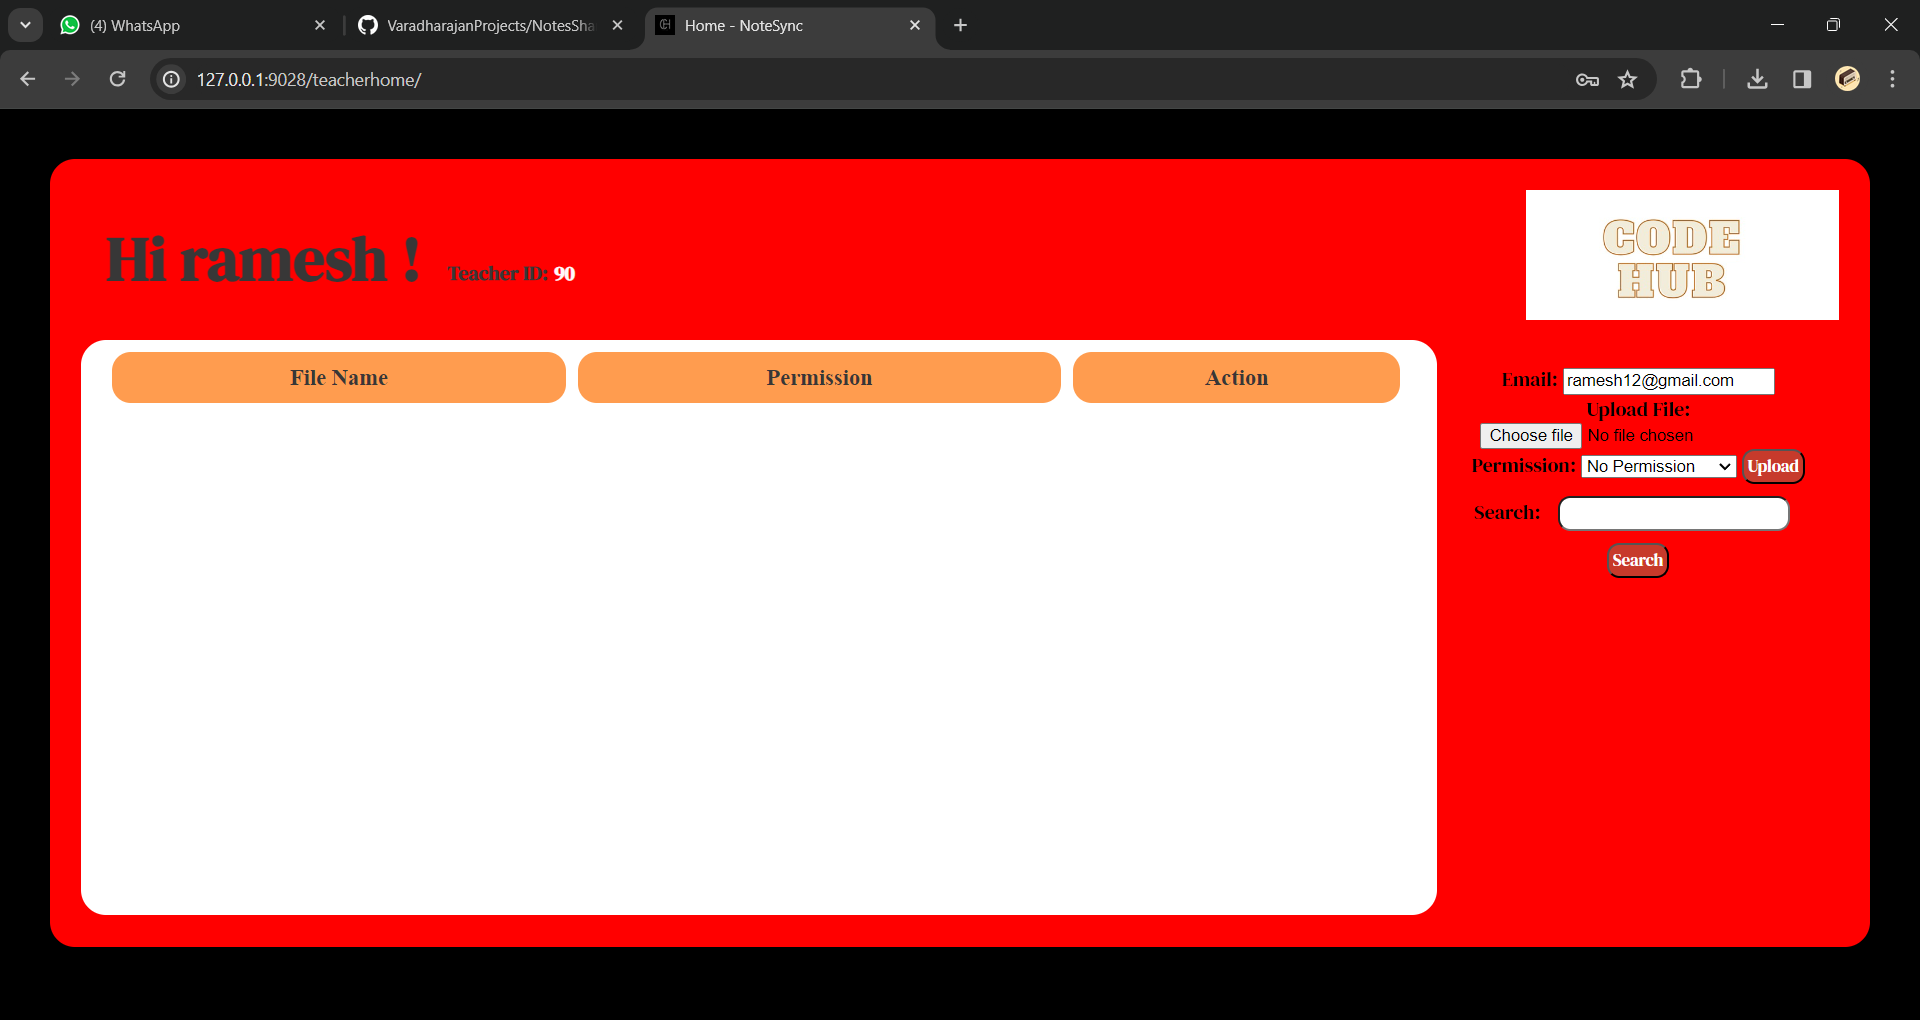 (4) WhatsApp
VaradharajanProjects/NotesSha
Home - NoteSync
127.0.0.1:9028/teacherhome/
Hi ramesh !
Teacher ID: 90
CODE
HUB
File Name
Permission
Action
Email: ramesh12@gmail.com
Upload File:
Choose file No file chosen
Permission: No Permission Upload
Search:
Search